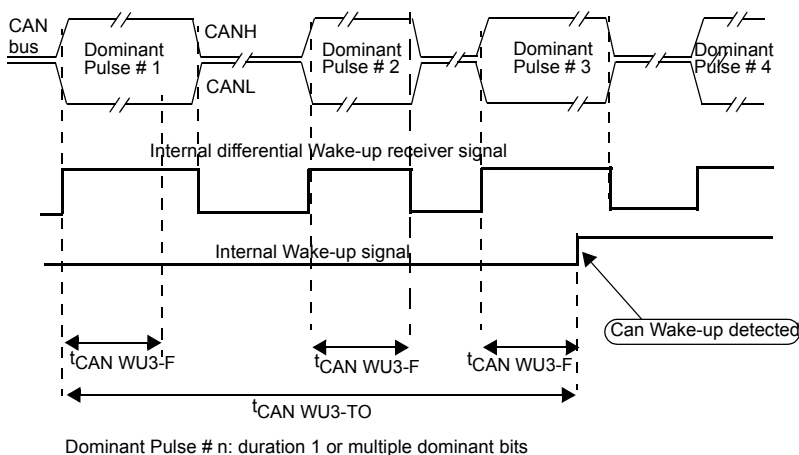 CAN
bus
CANH
CANL
Dominant
Pulse # 1
Dominant
Pulse # 2
Dominant
Pulse # 3
Dominant
Pulse # 4
Internal differential Wake-up receiver signal
Internal Wake-up signal
Can Wake-up detected
tCAN WU3-F
tCAN WU3-F
tCAN WU3-F
tCAN WU3-TO
Dominant Pulse # n: duration 1 or multiple dominant bits